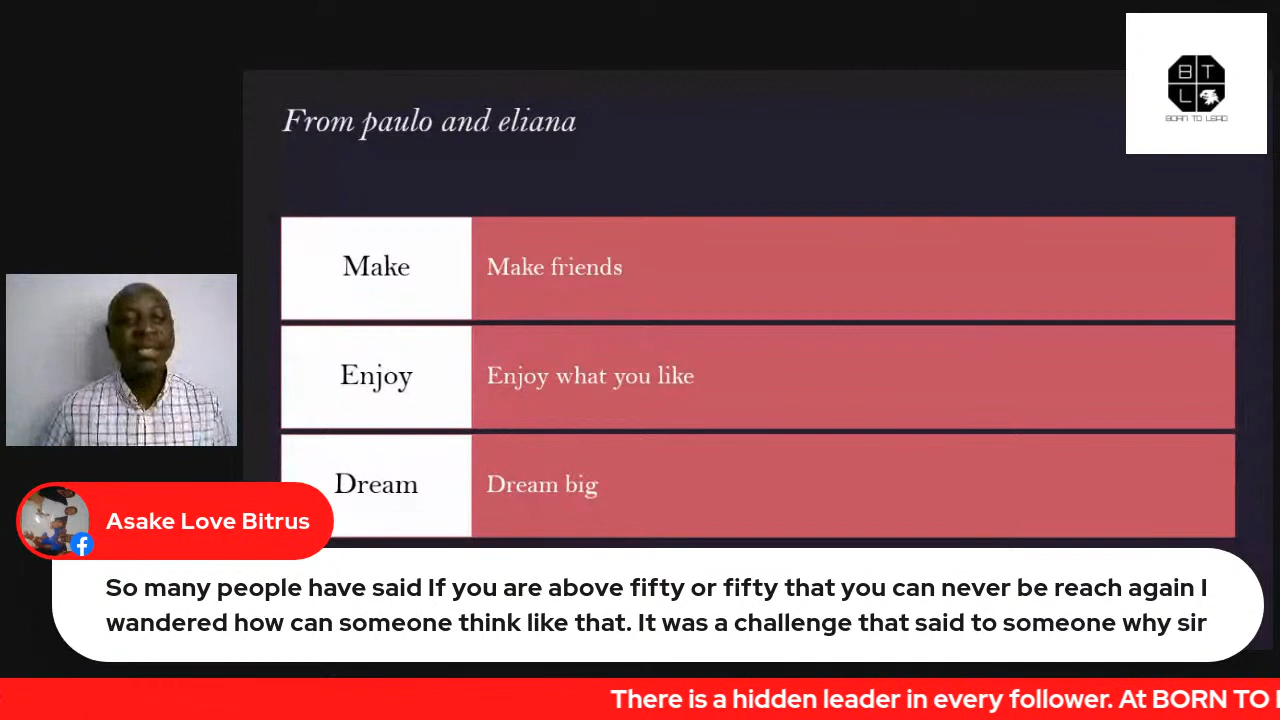 From paulo and eliana
B T
L
BORN TO LEAD
Make
Make friends
Enjoy
Enjoy what you like
Dream
Dream big
Asake Love Bitrus
So many people have said If you are above fifty or fifty that you can never be reach again I
wandered how can someone think like that. It was a challenge that said to someone why sir
There is a hidden leader in every follower. At BORN TO